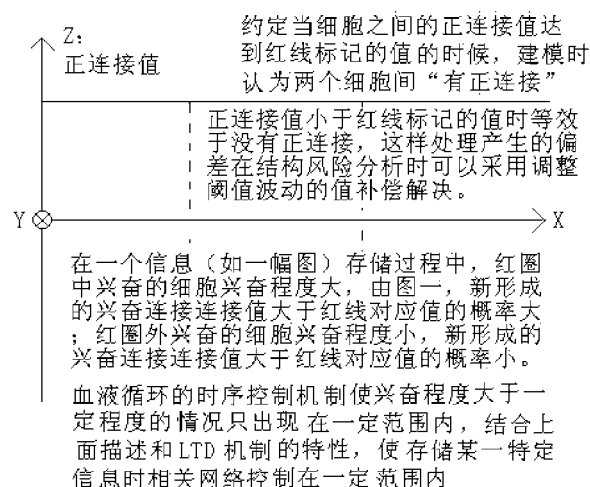 Z:
正连接值
约定当细胞之间的正连接值达
到红线标记的值的时候，建模时
认为两个细胞间“有正连接”
正连接值小于红线标记的值时等效
于没有正连接，这样处理产生的偏
差在结构风险分析时可以采用调整
阈值波动的值补偿解决。
Y
X
在一个信息（如一幅图）存储过程中，红圈
中兴奋的细胞兴奋程度大，由图一，新形成
的兴奋连接连接值大于红线对应值的概率大
；红圈外兴奋的细胞兴奋程度小，新形成的
兴奋连接连接值大于红线对应值的概率小。
血液循环的时序控制机制使兴奋程度大于一
定程度的情况只出现在一定范围内，结合上
面描述和LTD机制的特性，使存储某一特定
信息时相关网络控制在一定范围内